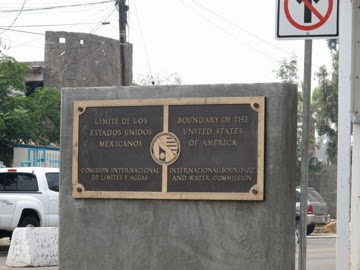 LIMITE DE LOS
ESTADOS UNIDOS
MEXICANOS
COMISION INTERNACIONAL
DE LIMITES Y AGUAS
BOUNDARY OF THE
UNITED STATES
OF AMERICA
INTERNATIONAL BOUNDARY
AND WATER COMMISSION